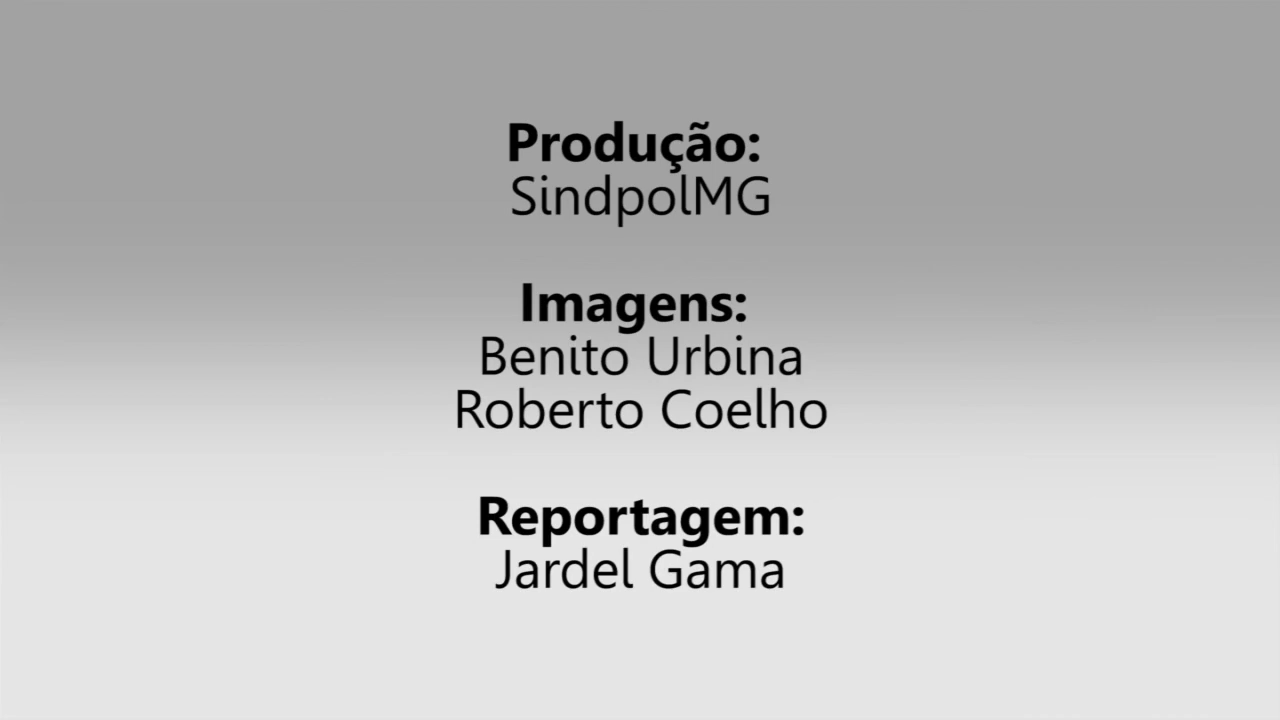 Produção:
SindpolMG
Imagens:
Benito Urbina
Roberto Coelho
Reportagem:
Jardel Gama